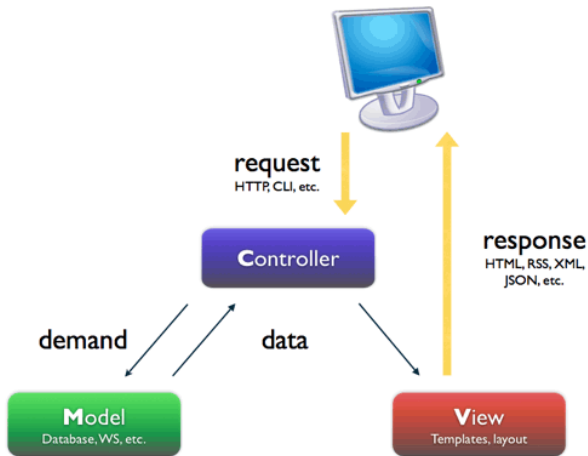 request
HTTP, CLI, etc.
Controller
response
HTML, RSS, XML,
JSON, etc.
demand
data
Model
Database, WS, etc.
View
Templates, layout